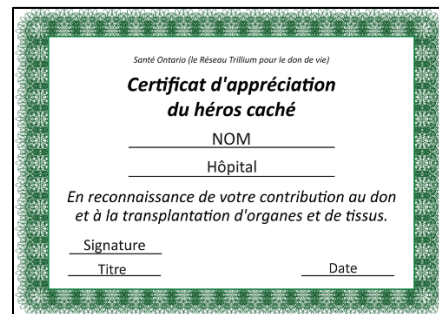 Santé Ontario (le Réseau Trillium pour le don de vie)
Certificat d'appréciation
du héros caché
NOM
Hôpital
En reconnaissance de votre contribution au don
et à la transplantation d'organes et de tissus.
Signature
Titre
Date